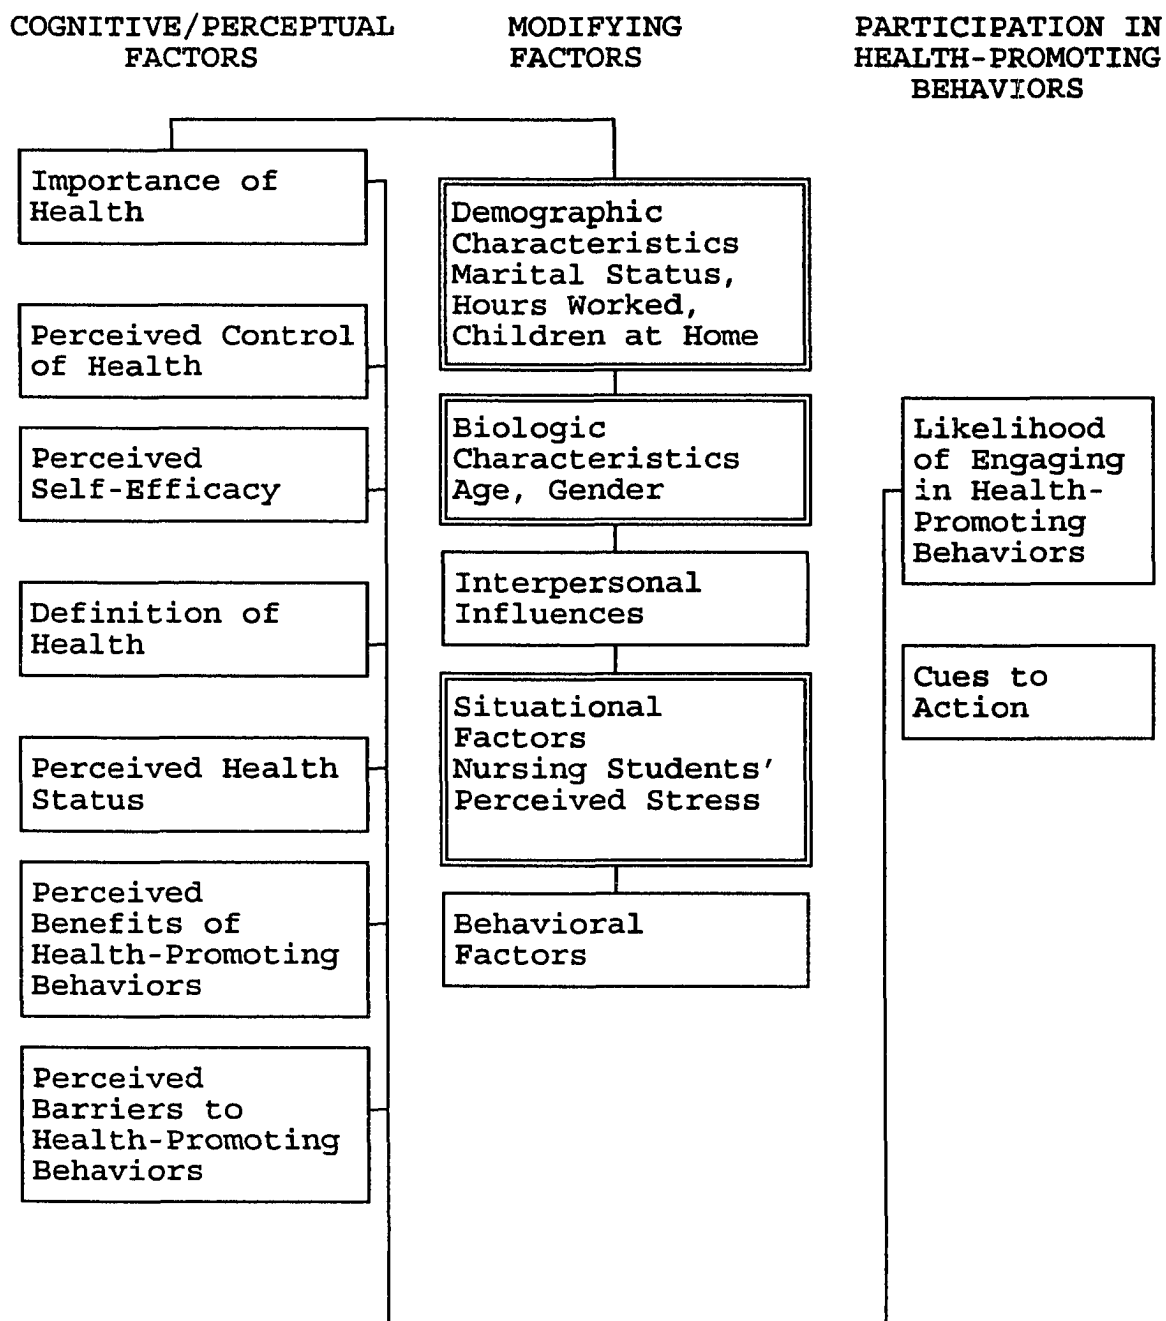 COGNITIVE/PERCEPTUAL
FACTORS
MODIFYING
FACTORS
PARTICIPATION IN
HEALTH-PROMOTING
BEHAVIORS
Importance of
Health
Perceived Control
of Health
Perceived
Self-Efficacy
Definition of
Health
Perceived Health
Status
Perceived
Benefits of
Health-Promoting
Behaviors
Perceived
Barriers to
Health-Promoting
Behaviors
Demographic
Characteristics
Marital Status,
Hours Worked,
Children at Home
Biologic
Characteristics
Age, Gender
Interpersonal
Influences
Situational
Factors
Nursing Students'
Perceived Stress
Behavioral
Factors
Likelihood
of Engaging
in Health-
Promoting
Behaviors
Cues to
Action